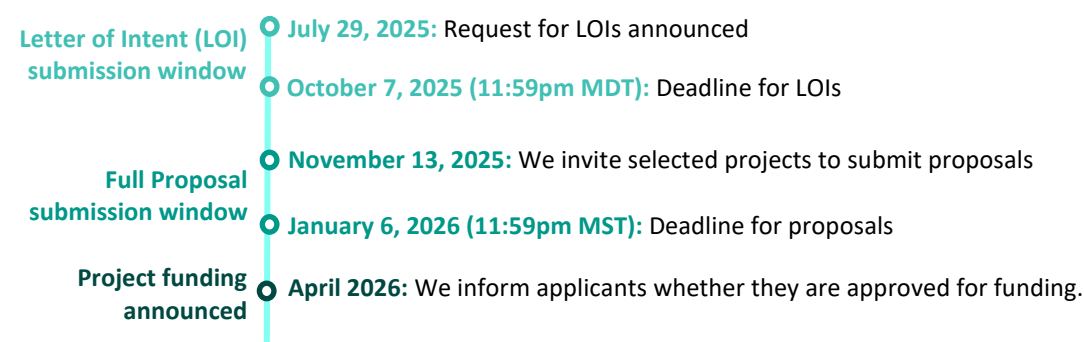 Letter of Intent (LOI)
submission window
July 29, 2025: Request for LOIs announced
October 7, 2025 (11:59pm MDT): Deadline for LOIs
Full Proposal
submission window
November 13, 2025: We invite selected projects to submit proposals
January 6, 2026 (11:59pm MST): Deadline for proposals
Project funding
announced
April 2026: We inform applicants whether they are approved for funding.